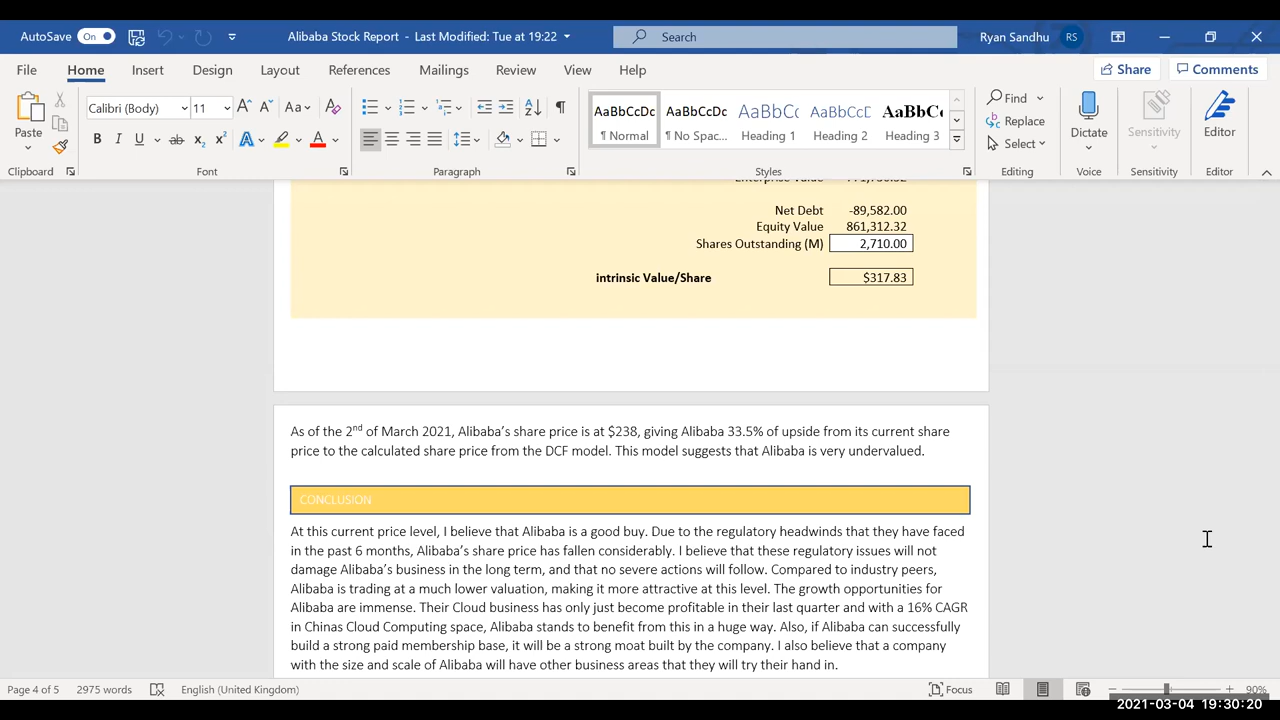 AutoSave On Alibaba Stock Report - Last Modified: Tue at 19:22 Search Ryan Sandhu RS
File Home Insert Design Layout References Mailings Review View Help Share Comments
Paste Calibri (Body) 11 Aa AaBbCcDc AaBbCcDc AaBbCc AaBbCcD AaBbCc Find Replace Select Dictate Sensitivity Editor
¶ Normal ¶ No Spac... Heading 1 Heading 2 Heading 3
Clipboard Font Paragraph Styles Editing Voice Sensitivity Editor
Enterprise Value
Net Debt -89,582.00
Equity Value 861,312.32
Shares Outstanding (M) 2,710.00
intrinsic Value/Share $317.83
As of the 2nd of March 2021, Alibaba's share price is at $238, giving Alibaba 33.5% of upside from its current share
price to the calculated share price from the DCF model. This model suggests that Alibaba is very undervalued.
CONCLUSION
At this current price level, I believe that Alibaba is a good buy. Due to the regulatory headwinds that they have faced
in the past 6 months, Alibaba's share price has fallen considerably. I believe that these regulatory issues will not
damage Alibaba's business in the long term, and that no severe actions will follow. Compared to industry peers,
Alibaba is trading at a much lower valuation, making it more attractive at this level. The growth opportunities for
Alibaba are immense. Their Cloud business has only just become profitable in their last quarter and with a 16% CAGR
in Chinas Cloud Computing space, Alibaba stands to benefit from this in a huge way. Also, if Alibaba can successfully
build a strong paid membership base, it will be a strong moat built by the company. I also believe that a company
with the size and scale of Alibaba will have other business areas that they will try their hand in.
Page 4 of 5 2975 words English (United Kingdom) Focus 90%
2021-03-04 19:30:20